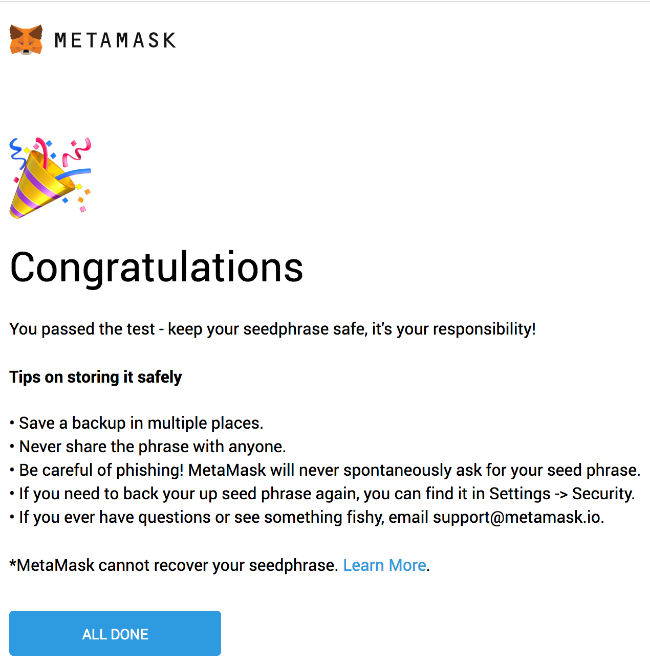 METAMASK
Congratulations
You passed the test - keep your seedphrase safe, it's your responsibility!
Tips on storing it safely
• Save a backup in multiple places.
• Never share the phrase with anyone.
• Be careful of phishing! MetaMask will never spontaneously ask for your seed phrase.
• If you need to back your up seed phrase again, you can find it in Settings -> Security.
• If you ever have questions or see something fishy, email support@metamask.io.
*MetaMask cannot recover your seedphrase. Learn More.
ALL DONE